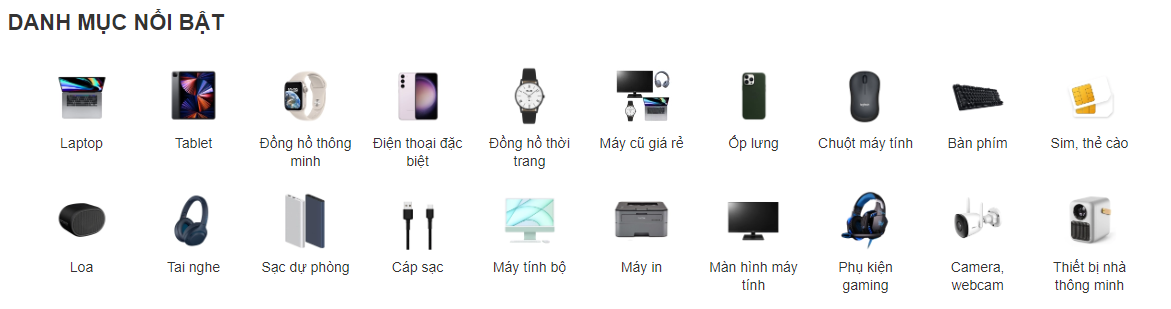 DANH MỤC NỔI BẬT
Laptop
Tablet
Đồng hồ thông
minh
Điện thoại đặc
biệt
Đồng hồ thời
trang
Máy cũ giá rẻ
Ốp lưng
Chuột máy tính
Bàn phím
Sim, thẻ cào
Loa
Tai nghe
Sạc dự phòng
Cáp sạc
Máy tính bộ
Máy in
Màn hình máy
tính
Phụ kiện
gaming
Camera,
webcam
Thiết bị nhà
thông minh